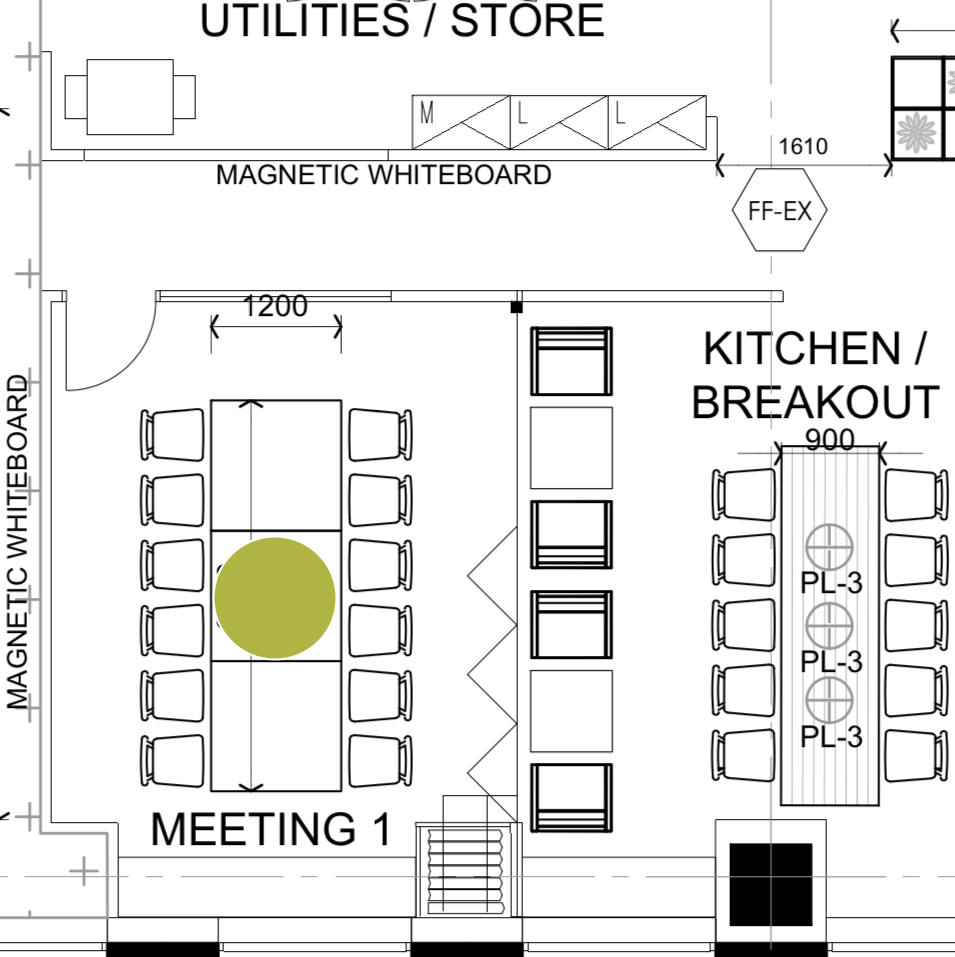 UTILITIES / STORE
M
L
L
MAGNETIC WHITEBOARD
1610
FF-EX
1200
KITCHEN /
BREAKOUT
900
MAGNETIC WHITEBOARD
PL-3
PL-3
PL-3
MEETING 1